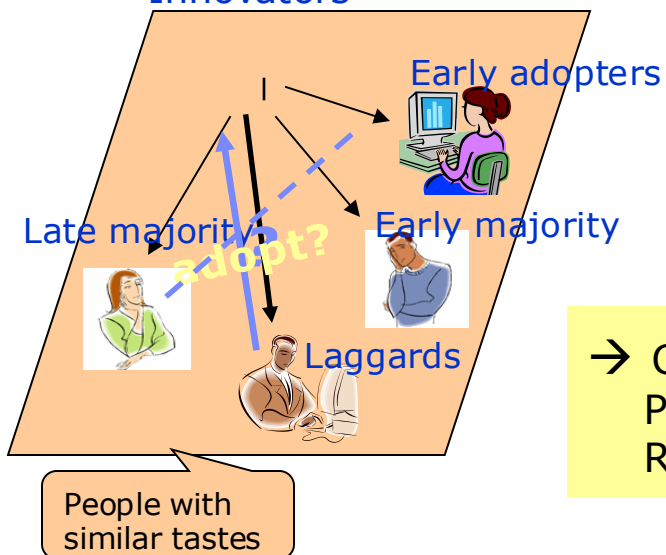 Innovators
Early adopters
I
Late majority
?
Early majority
adopt?
Laggards
→
People with
similar tastes